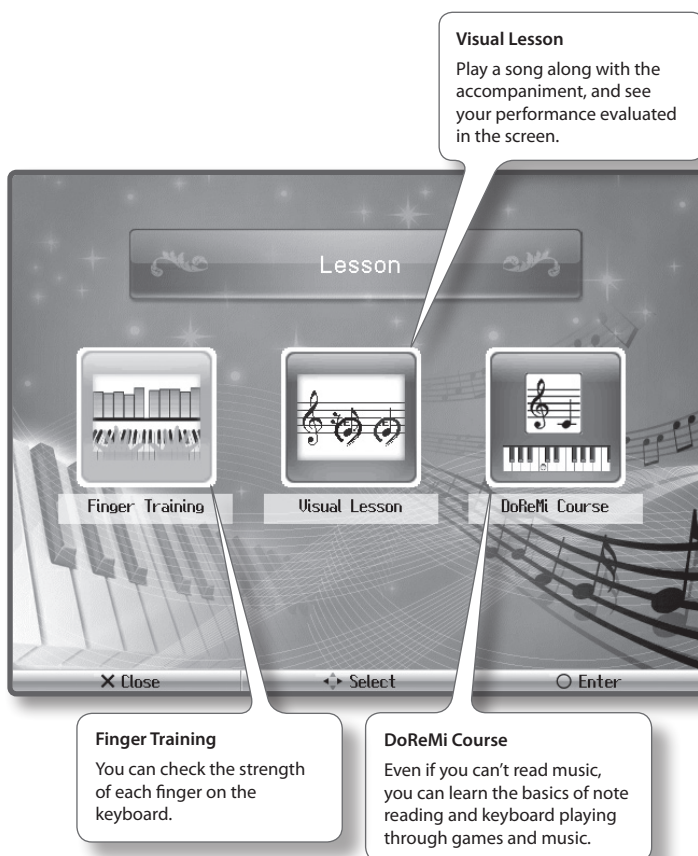 Visual Lesson
Play a song along with the
accompaniment, and see
your performance evaluated
in the screen.
Lesson
Finger Training
Visual Lesson
DoReMi Course
✕ Close
Select
○ Enter
Finger Training
You can check the strength
of each finger on the
keyboard.
DoReMi Course
Even if you can’t read music,
you can learn the basics of note
reading and keyboard playing
through games and music.